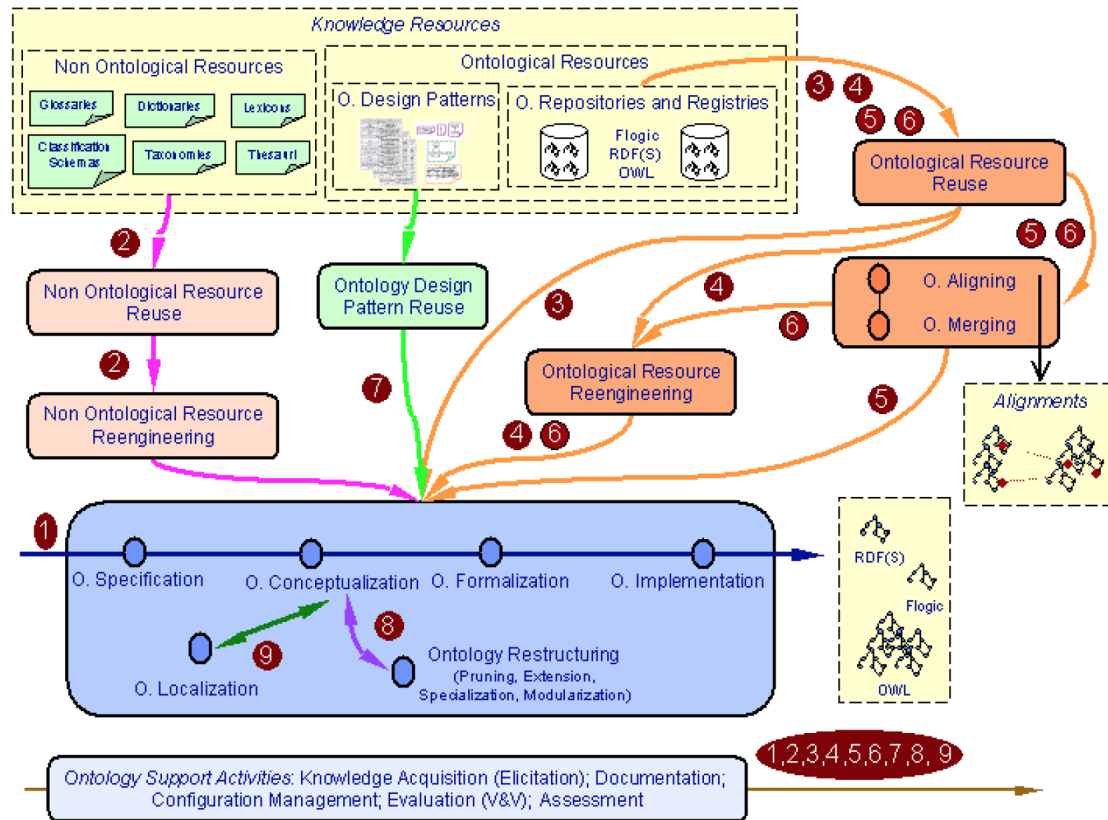 Knowledge Resources
Non Ontological Resources
Glossaries
Dictionaries
Lexicons
Classification
Schemas
Taxonomies
Thesauri
Ontological Resources
O. Design Patterns
O. Repositories and Registries
Flogic
RDF(S)
OWL
3 4
5 6
Ontological Resource
Reuse
2
5 6
Non Ontological Resource
Reuse
Ontology Design
Pattern Reuse
3
4
O. Aligning
O. Merging
6
2
7
Ontological Resource
Reengineering
5
Non Ontological Resource
Reengineering
4 6
Alignments
1
O. Specification
O. Conceptualization
O. Formalization
O. Implementation
RDF(S)
Flogic
OWL
9
8
O. Localization
Ontology Restructuring
(Pruning, Extension,
Specialization, Modularization)
1,2,3,4,5,6,7,8, 9
Ontology Support Activities: Knowledge Acquisition (Elicitation); Documentation;
Configuration Management; Evaluation (V&V); Assessment